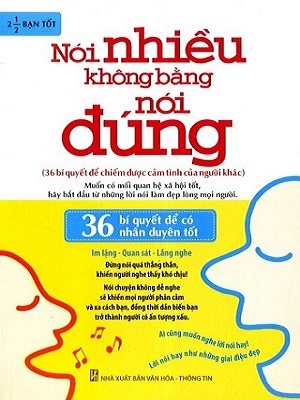 2 1/2 BẠN TỐT
Nói nhiều
không bằng
nói
đúng
(36 bí quyết để chiếm được cảm tình của người khác)
Muốn có mối quan hệ xã hội tốt,
hãy bắt đầu từ những lời nói làm đẹp lòng mọi người.
36 bí quyết để có
nhân duyên tốt
Im lặng - Quan sát - Lắng nghe
Đừng nói quá thẳng thắn,
khiến người nghe thấy khó chịu!
Nói chuyện không dễ nghe
sẽ khiến mọi người phản cảm
và xa cách bạn, đồng thời dần biến bạn
trở thành người có ấn tượng xấu.
Ai cũng muốn nghe lời nói hay!
Lời nói hay như những giai điệu đẹp
NHÀ XUẤT BẢN VĂN HÓA - THÔNG TIN